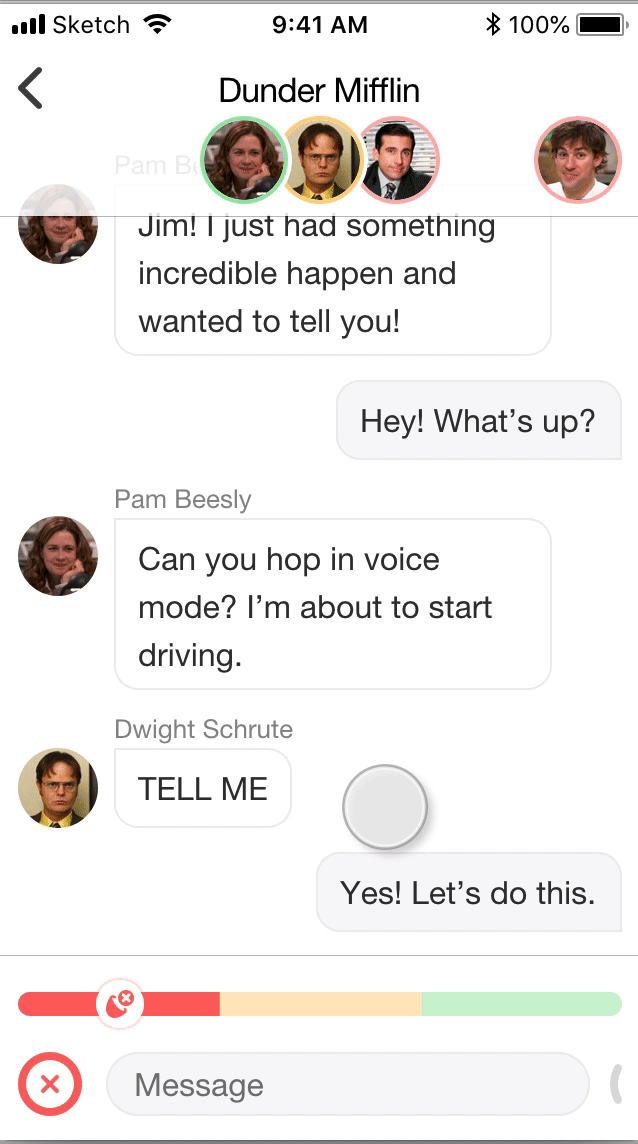 Sketch 9:41 AM 100%
Dunder Mifflin
Pam B
Jim! I just had something
incredible happen and
wanted to tell you!
Hey! What’s up?
Pam Beesly
Can you hop in voice
mode? I’m about to start
driving.
Dwight Schrute
TELL ME
Yes! Let’s do this.
Message